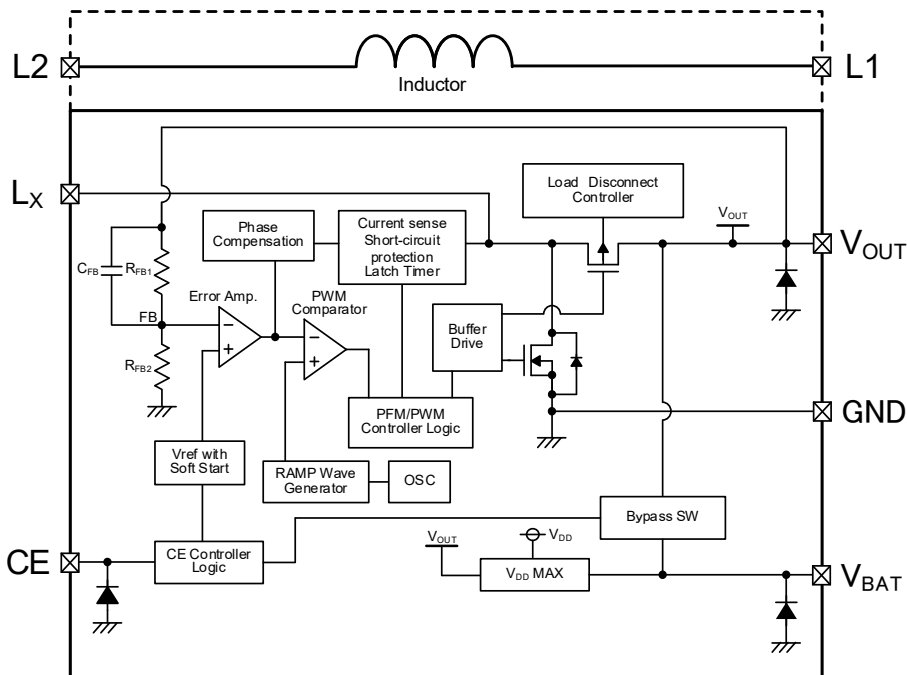 L2
L1
Inductor
LX
Load Disconnect
Controller
VOUT
VOUT
Phase
Compensation
Current sense
Short-circuit
protection
Latch Timer
CFB
RFB1
Error Amp.
PWM
Comparator
FB
Buffer
Drive
RFB2
PFM/PWM
Controller Logic
GND
Vref with
Soft Start
RAMP Wave
Generator
OSC
Bypass SW
CE
CE Controller
Logic
VOUT
VDD
VDD MAX
VBAT